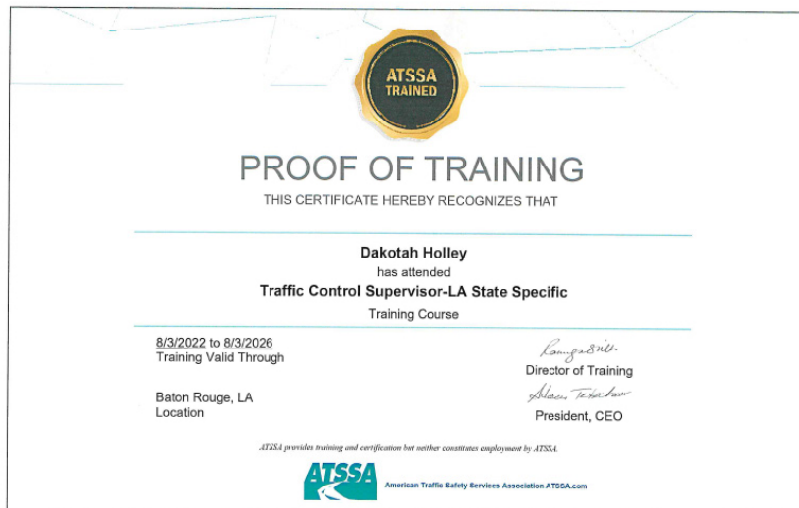 ATSSA
TRAINED
PROOF OF TRAINING
THIS CERTIFICATE HEREBY RECOGNIZES THAT
Dakotah Holley
has attended
Traffic Control Supervisor-LA State Specific
Training Course
8/3/2022 to 8/3/2026
Training Valid Through
Director of Training
Baton Rouge, LA
Location
President, CEO
ATSSA provides training and certification but neither constitutes employment by ATSSA.
ATSSA
American Traffic Safety Services Association ATSSA.com